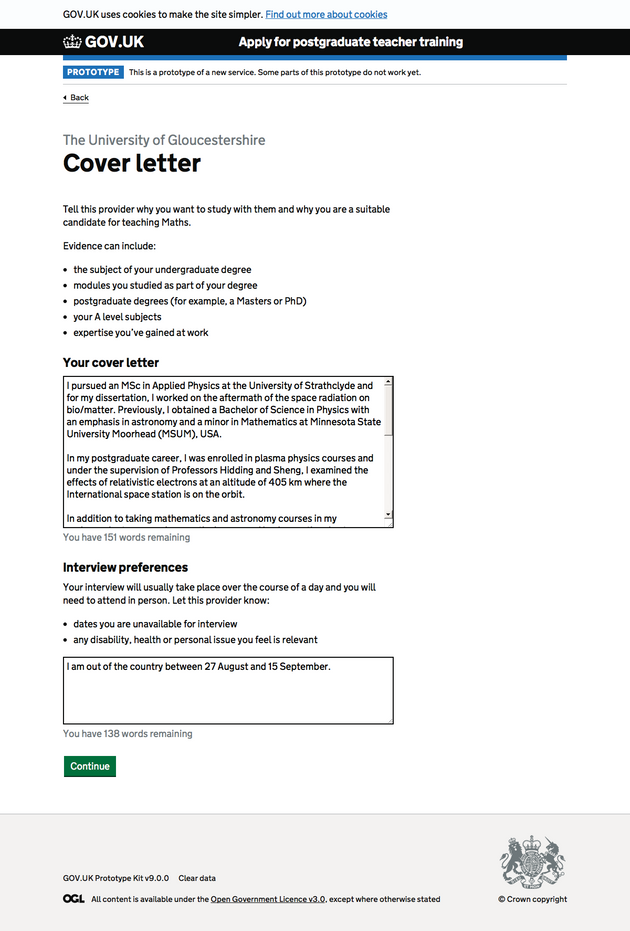 GOV.UK uses cookies to make the site simpler. Find out more about cookies
GOV.UK Apply for postgraduate teacher training
PROTOTYPE This is a prototype of a new service. Some parts of this prototype do not work yet.
Back
The University of Gloucestershire
Cover letter
Tell this provider why you want to study with them and why you are a suitable
candidate for teaching Maths.
Evidence can include:
• the subject of your undergraduate degree
• modules you studied as part of your degree
• postgraduate degrees (for example, a Masters or PhD)
• your A level subjects
• expertise you've gained at work
Your cover letter
I pursued an MSc in Applied Physics at the University of Strathclyde and
for my dissertation, I worked on the aftermath of the space radiation on
bio/matter. Previously, I obtained a Bachelor of Science in Physics with
an emphasis in astronomy and a minor in Mathematics at Minnesota State
University Moorhead (MSUM), USA.
In my postgraduate career, I was enrolled in plasma physics courses and
under the supervision of Professors Hidding and Sheng, I examined the
effects of relativistic electrons at an altitude of 405 km where the
International space station is on the orbit.
In addition to taking mathematics and astronomy courses in my
You have 151 words remaining
Interview preferences
Your interview will usually take place over the course of a day and you will
need to attend in person. Let this provider know:
• dates you are unavailable for interview
• any disability, health or personal issue you feel is relevant
I am out of the country between 27 August and 15 September.
You have 138 words remaining
Continue
GOV.UK Prototype Kit v9.0.0 Clear data
OGL All content is available under the Open Government Licence v3.0, except where otherwise stated
© Crown copyright